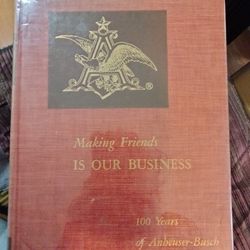 Making Friends
IS OUR BUSINESS
100 Years
of Anheuser-Busch